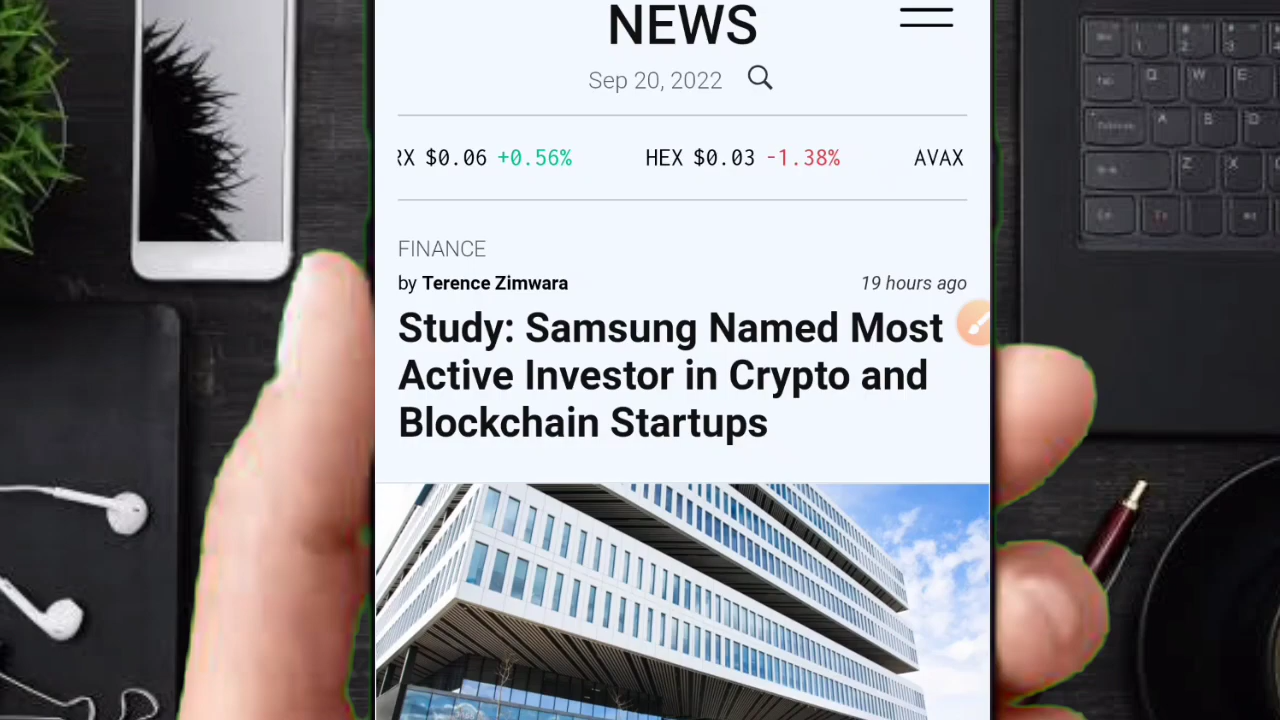 NEWS
Sep 20, 2022
RX $0.06 +0.56% HEX $0.03 -1.38% AVAX
FINANCE
by Terence Zimwara 19 hours ago
Study: Samsung Named Most
Active Investor in Crypto and
Blockchain Startups
Q W E
A S D
Z X